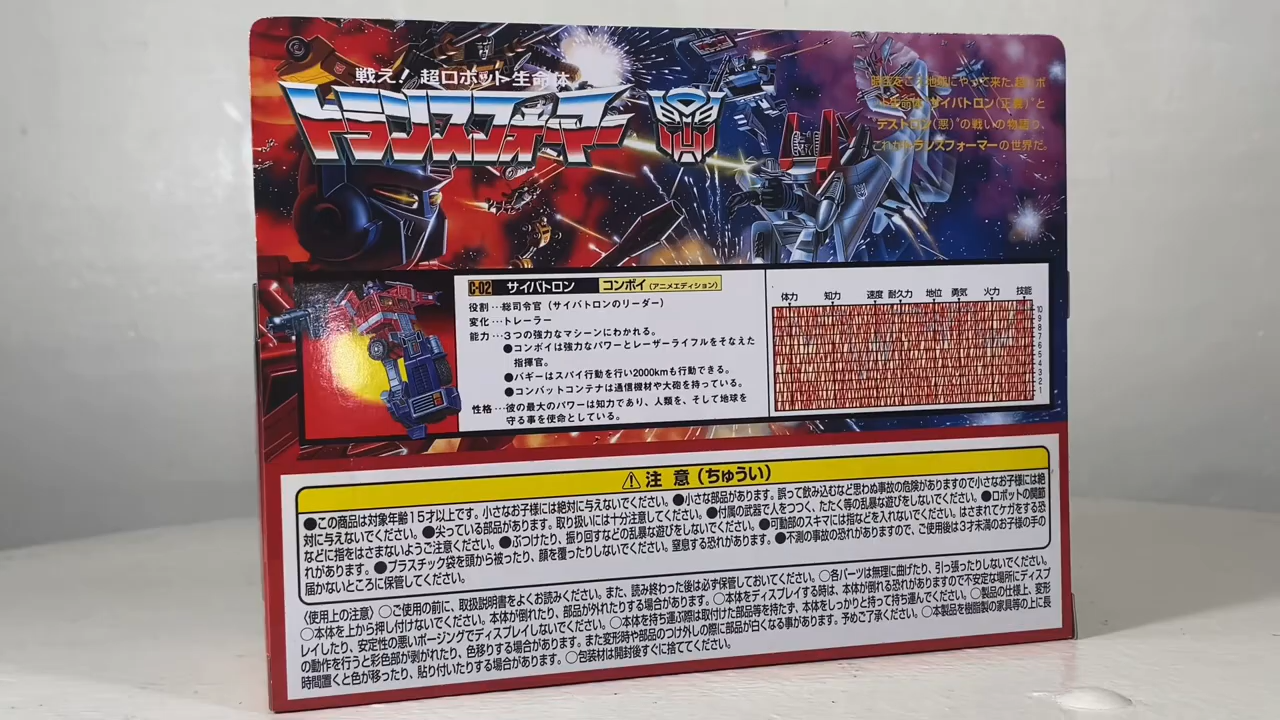 戦え!超ロボット生命体
トランスフォーマー
時空をこえ地球にやって来た超ロボ
ット生命体"サイバトロン(正義)"と
"デストロン(悪)"の戦いの物語り、
これがトランスフォーマーの世界だ。
C-02 サイバトロン コンボイ(アニメエディション)
役割…総司令官(サイバトロンのリーダー)
変化…トレーラー
能力…3つの強力なマシーンにわかれる。
●コンボイは強力なパワーとレーザーライフルをそなえた
指揮官。
●バギーはスパイ行動を行い2000kmも行動できる。
●コンバットコンテナは通信機材や大砲を持っている。
性格…彼の最大のパワーは知力であり、人類を、そして地球を
守る事を使命としている。
体力 知力 速度 耐久力 地位 勇気 火力 技能
10
9
8
7
6
5
4
3
2
1
⚠注意(ちゅうい)
●この商品は対象年齢15才以上です。小さなお子様には絶対に与えないでください。●小さな部品があります。誤って飲み込むなど思わぬ事故の危険がありますので小さなお子様には絶
対に与えないでください。●尖っている部品があります。取り扱いには十分注意してください。●付属の武器で人をつつく、たたく等の乱暴な遊びをしないでください。●ロボットの関節
などに指をはさまないようご注意ください。●ぶつけたり、振り回すなどの乱暴な遊びをしないでください。●可動部のスキマには指などを入れないでください。はさまれてケガをする恐
れがあります。●プラスチック袋を頭から被ったり、顔を覆ったりしないでください。窒息する恐れがあります。●不測の事故の恐れがありますので、ご使用後は3才未満のお子様の手の
届かないところに保管してください。
〈使用上の注意〉○ご使用の前に、取扱説明書をよくお読みください。また、読み終わった後は必ず保管しておいてください。○各パーツは無理に曲げたり、引っ張ったりしないでください。
○本体を上から押し付けないでください。本体が倒れたり、部品が外れたりする場合があります。○本体をディスプレイする時は、本体が倒れる恐れがありますので不安定な場所にディスプ
レイしたり、安定性の悪いポージングでディスプレイしないでください。○本体を持ち運ぶ際は取付けた部品等を持たず、本体をしっかりと持って持ち運んでください。○製品の仕様上、変形
の動作を行うと彩色部が剥がれたり、色移りする場合があります。また変形時や部品のつけ外しの際に部品が白くなる事があります。予めご了承ください。○本製品を樹脂製の家具等の上に長
時間置くと色が移ったり、貼り付いたりする場合があります。○包装材は開封後すぐに捨ててください。